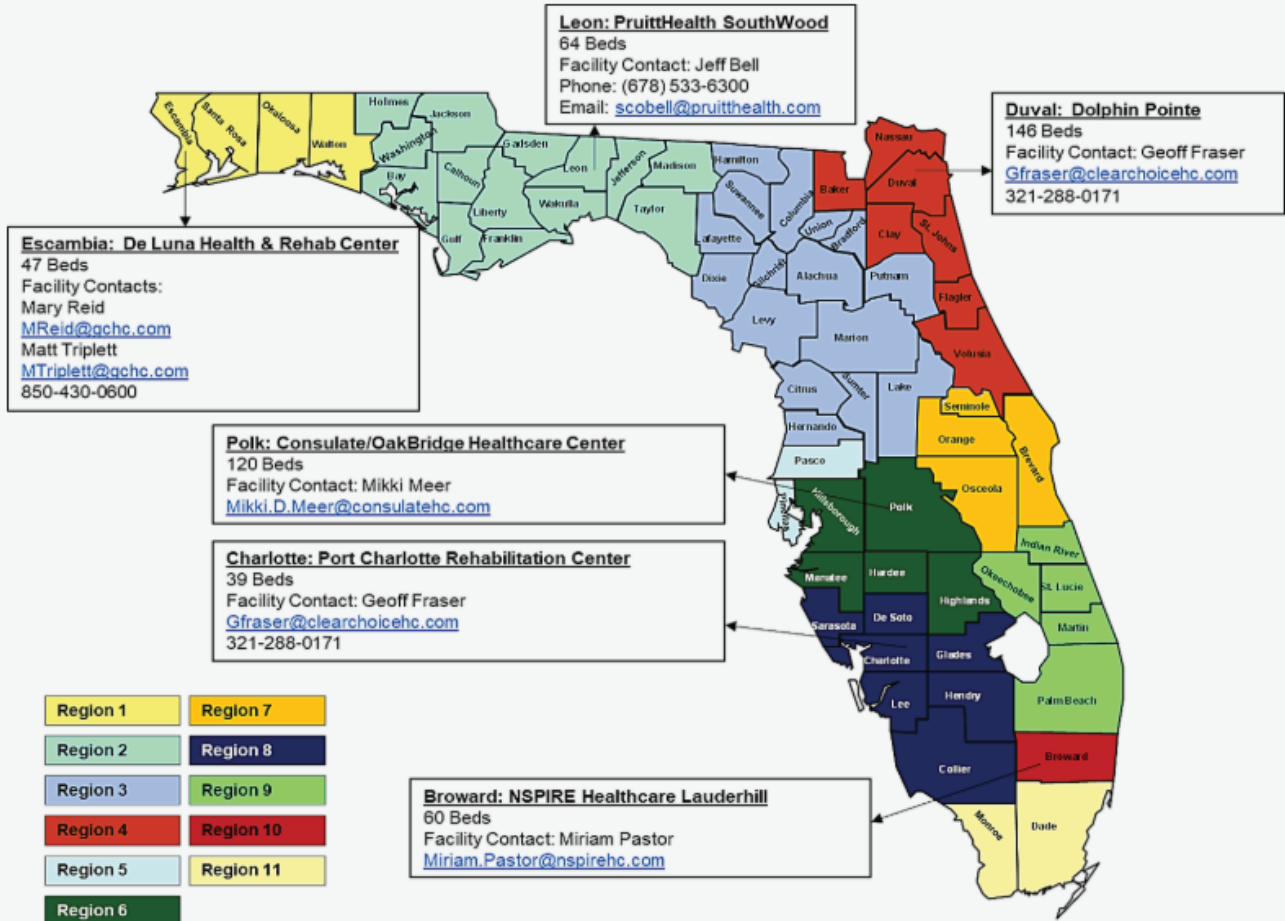 Leon: PruittHealth SouthWood
64 Beds
Facility Contact: Jeff Bell
Phone: (678) 533-6300
Email: scobell@pruitthealth.com
Duval: Dolphin Pointe
146 Beds
Facility Contact: Geoff Fraser
Gfraser@clearchoicehc.com
321-288-0171
Escambia: De Luna Health & Rehab Center
47 Beds
Facility Contacts:
Mary Reid
MReid@gchc.com
Matt Triplett
MTriplett@gchc.com
850-430-0600
Polk: Consulate/OakBridge Healthcare Center
120 Beds
Facility Contact: Mikki Meer
Mikki.D.Meer@consulatehc.com
Charlotte: Port Charlotte Rehabilitation Center
39 Beds
Facility Contact: Geoff Fraser
Gfraser@clearchoicehc.com
321-288-0171
Broward: NSPIRE Healthcare Lauderhill
60 Beds
Facility Contact: Miriam Pastor
Miriam.Pastor@nspirehc.com
Escambia
Santa Rosa
Okaloosa
Walton
Holmes
Jackson
Washington
Bay
Calhoun
Gulf
Liberty
Franklin
Gadsden
Leon
Wakulla
Jefferson
Madison
Taylor
Hamilton
Suwannee
Columbia
Lafayette
Dixie
Gilchrist
Union
Bradford
Alachua
Putnam
Levy
Marion
Citrus
Sumter
Lake
Hernando
Nassau
Duval
Baker
Clay
St. Johns
Flagler
Volusia
Seminole
Orange
Brevard
Osceola
Pasco
Hillsborough
Polk
Manatee
Hardee
Highlands
Indian River
Okeechobee
St. Lucie
Martin
Palm Beach
Sarasota
De Soto
Charlotte
Glades
Lee
Hendry
Collier
Broward
Monroe
Dade
Region 1
Region 2
Region 3
Region 4
Region 5
Region 6
Region 7
Region 8
Region 9
Region 10
Region 11